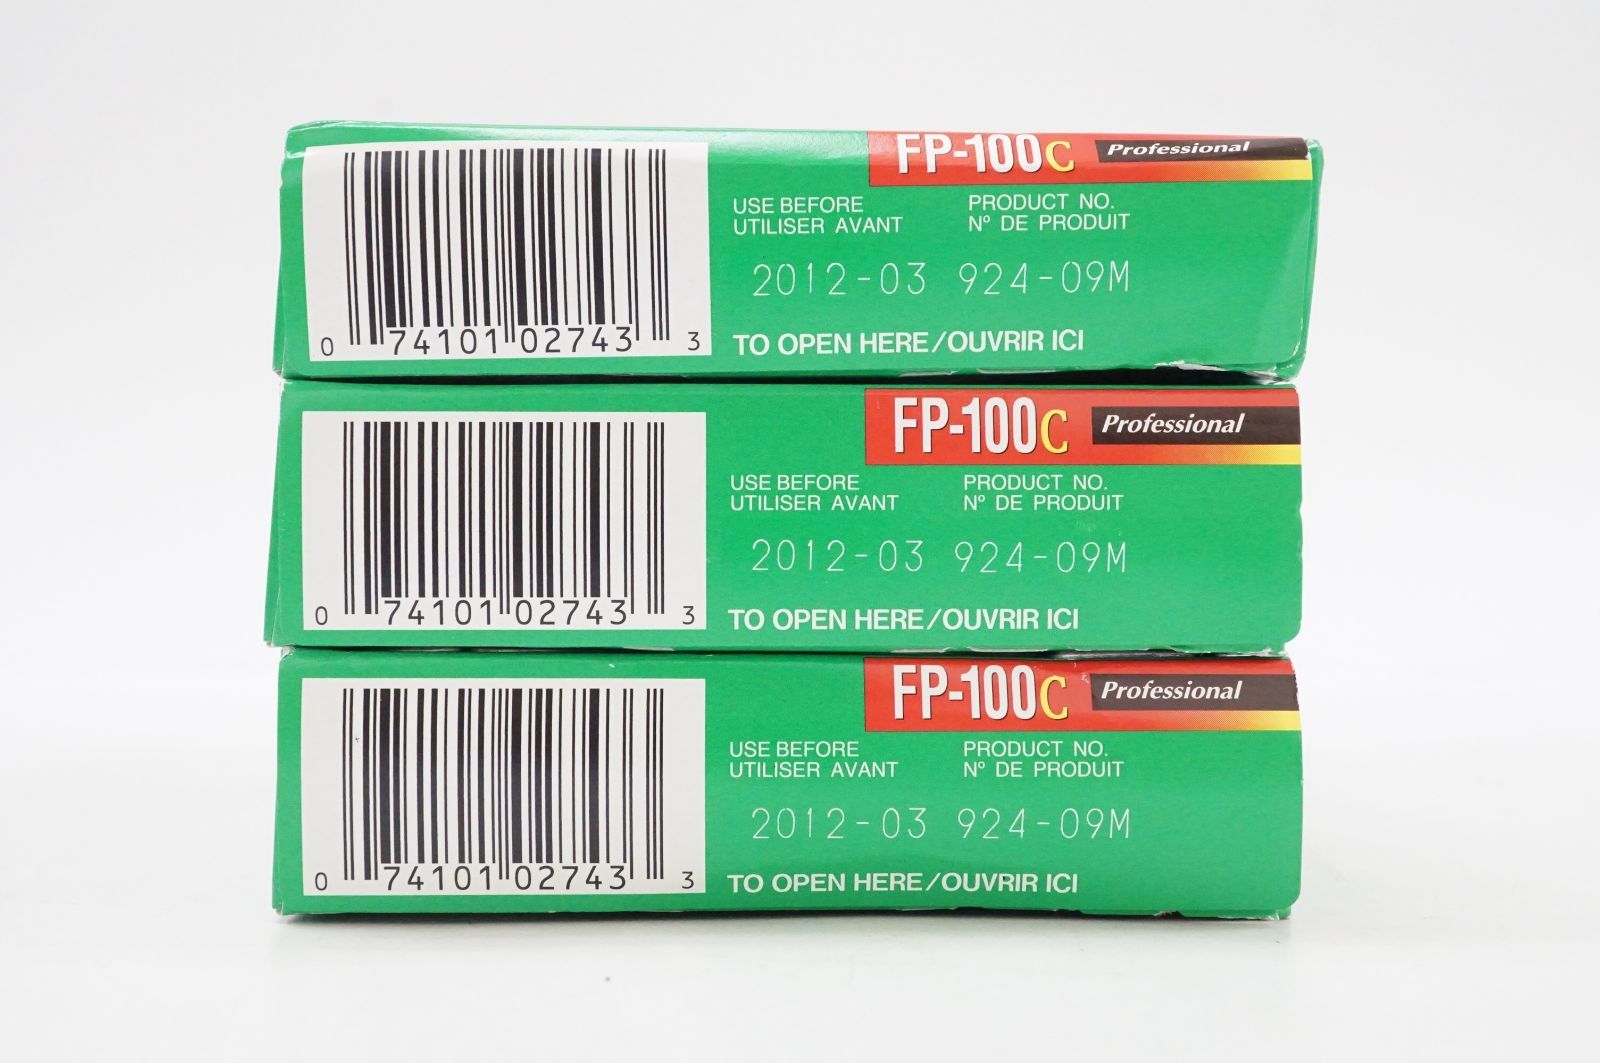 FP-100C Professional
USE BEFORE PRODUCT NO.
UTILISER AVANT Nº DE PRODUIT
2012-03 924-09M
0 74101 02743 3 TO OPEN HERE/OUVRIR ICI
FP-100C Professional
USE BEFORE PRODUCT NO.
UTILISER AVANT Nº DE PRODUIT
2012-03 924-09M
0 74101 02743 3 TO OPEN HERE/OUVRIR ICI
FP-100C Professional
USE BEFORE PRODUCT NO.
UTILISER AVANT Nº DE PRODUIT
2012-03 924-09M
0 74101 02743 3 TO OPEN HERE/OUVRIR ICI